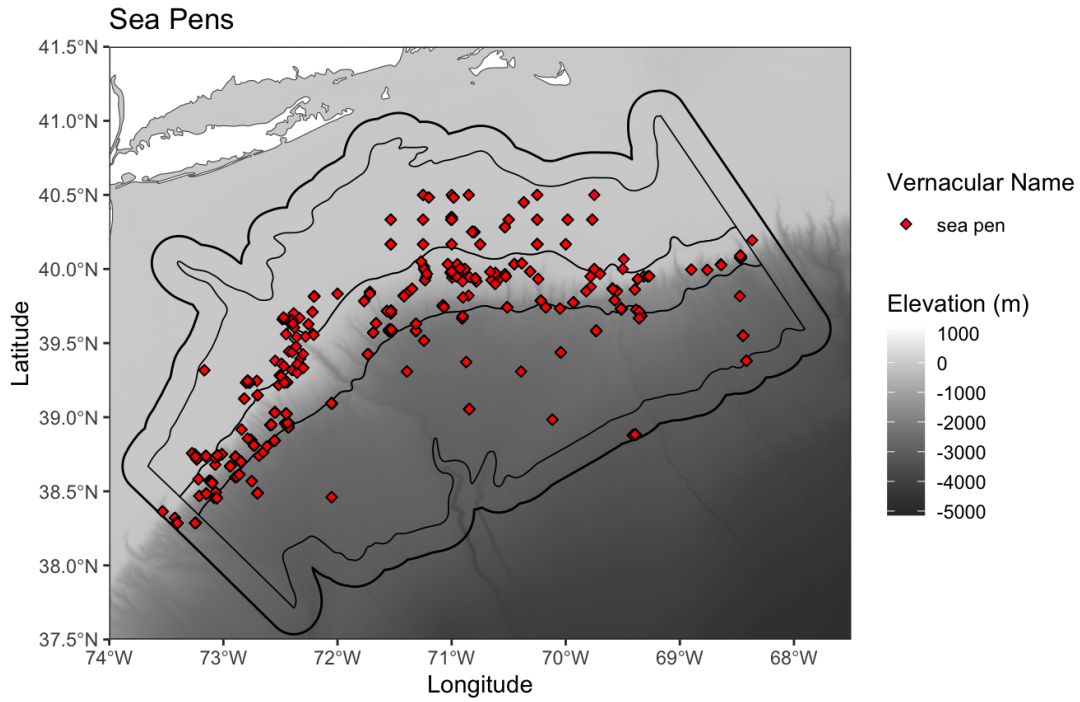 Sea Pens
41.5°N
41.0°N
40.5°N
40.0°N
39.5°N
39.0°N
38.5°N
38.0°N
37.5°N
Latitude
74°W 73°W 72°W 71°W 70°W 69°W 68°W
Longitude
Vernacular Name
sea pen
Elevation (m)
1000
0
-1000
-2000
-3000
-4000
-5000